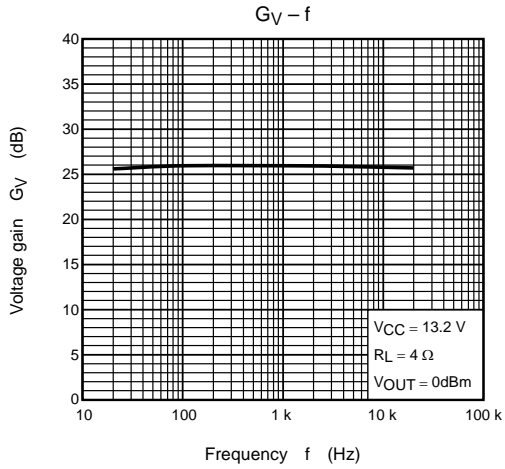 GV – f
Voltage gain GV (dB)
40
35
30
25
20
15
10
5
0
VCC = 13.2 V
RL = 4 Ω
VOUT = 0dBm
10 100 1 k 10 k 100 k
Frequency f (Hz)